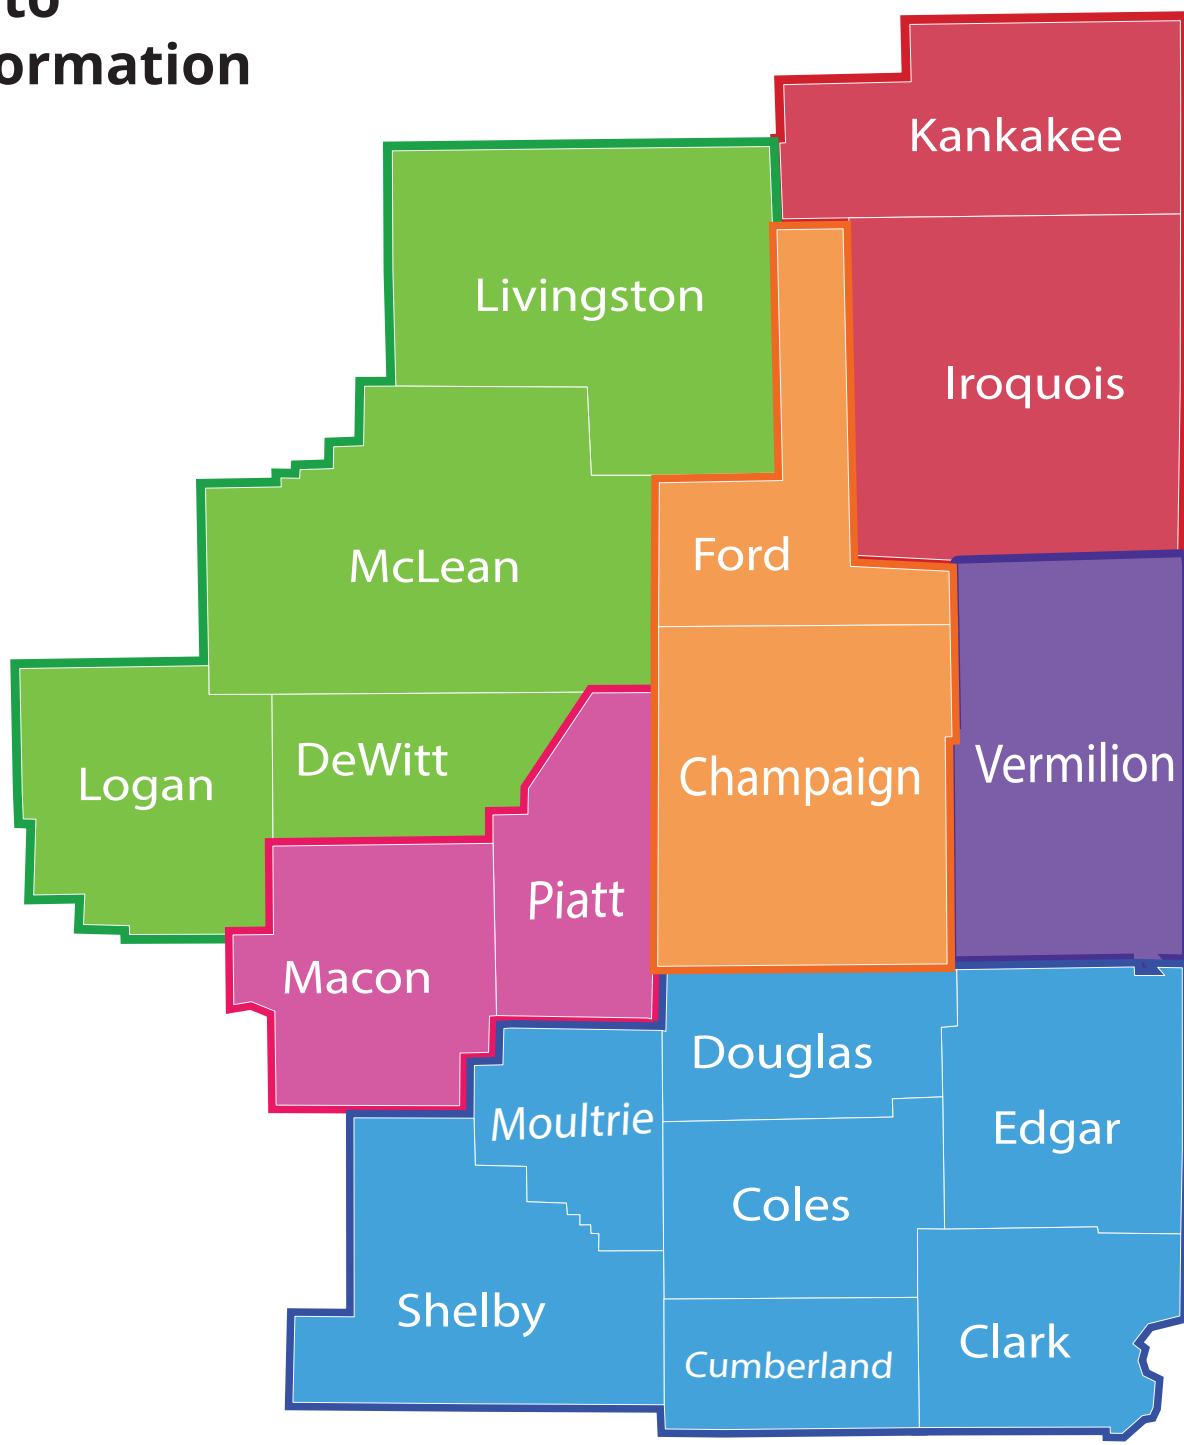 to
ormation
Kankakee
Livingston
Iroquois
Ford
McLean
DeWitt
Logan
Champaign
Vermilion
Piatt
Macon
Douglas
Moultrie
Edgar
Coles
Shelby
Clark
Cumberland